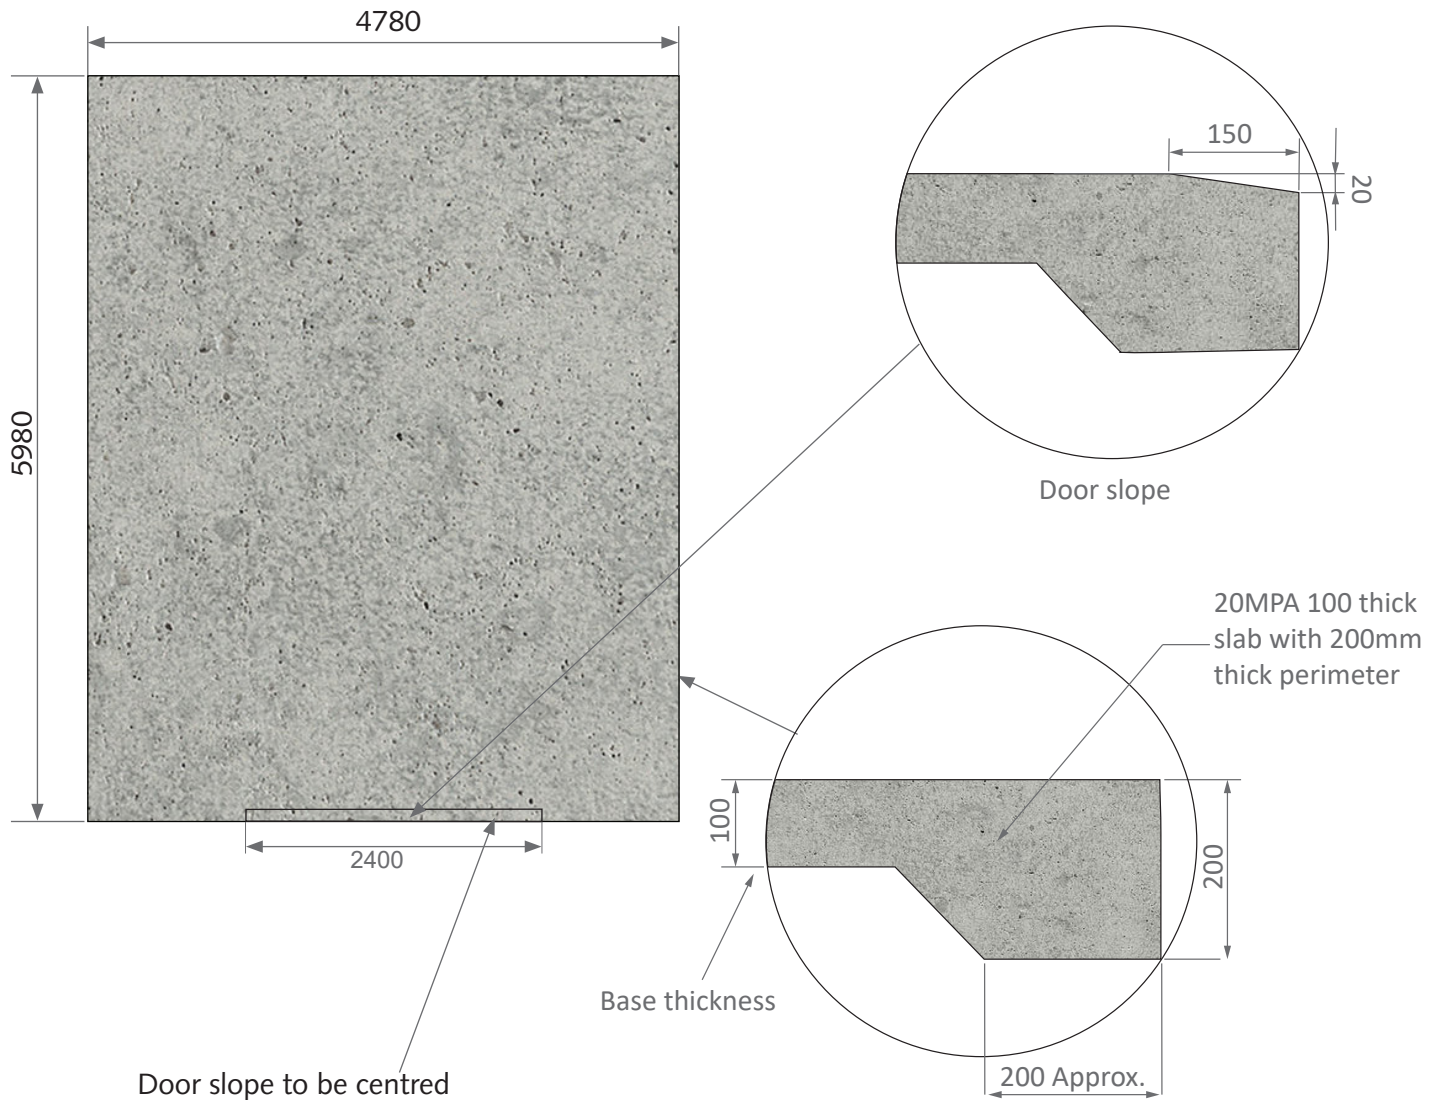 4780
150
20
5980
Door slope
20MPA 100 thick
slab with 200mm
thick perimeter
100
200
2400
Base thickness
200 Approx.
Door slope to be centred